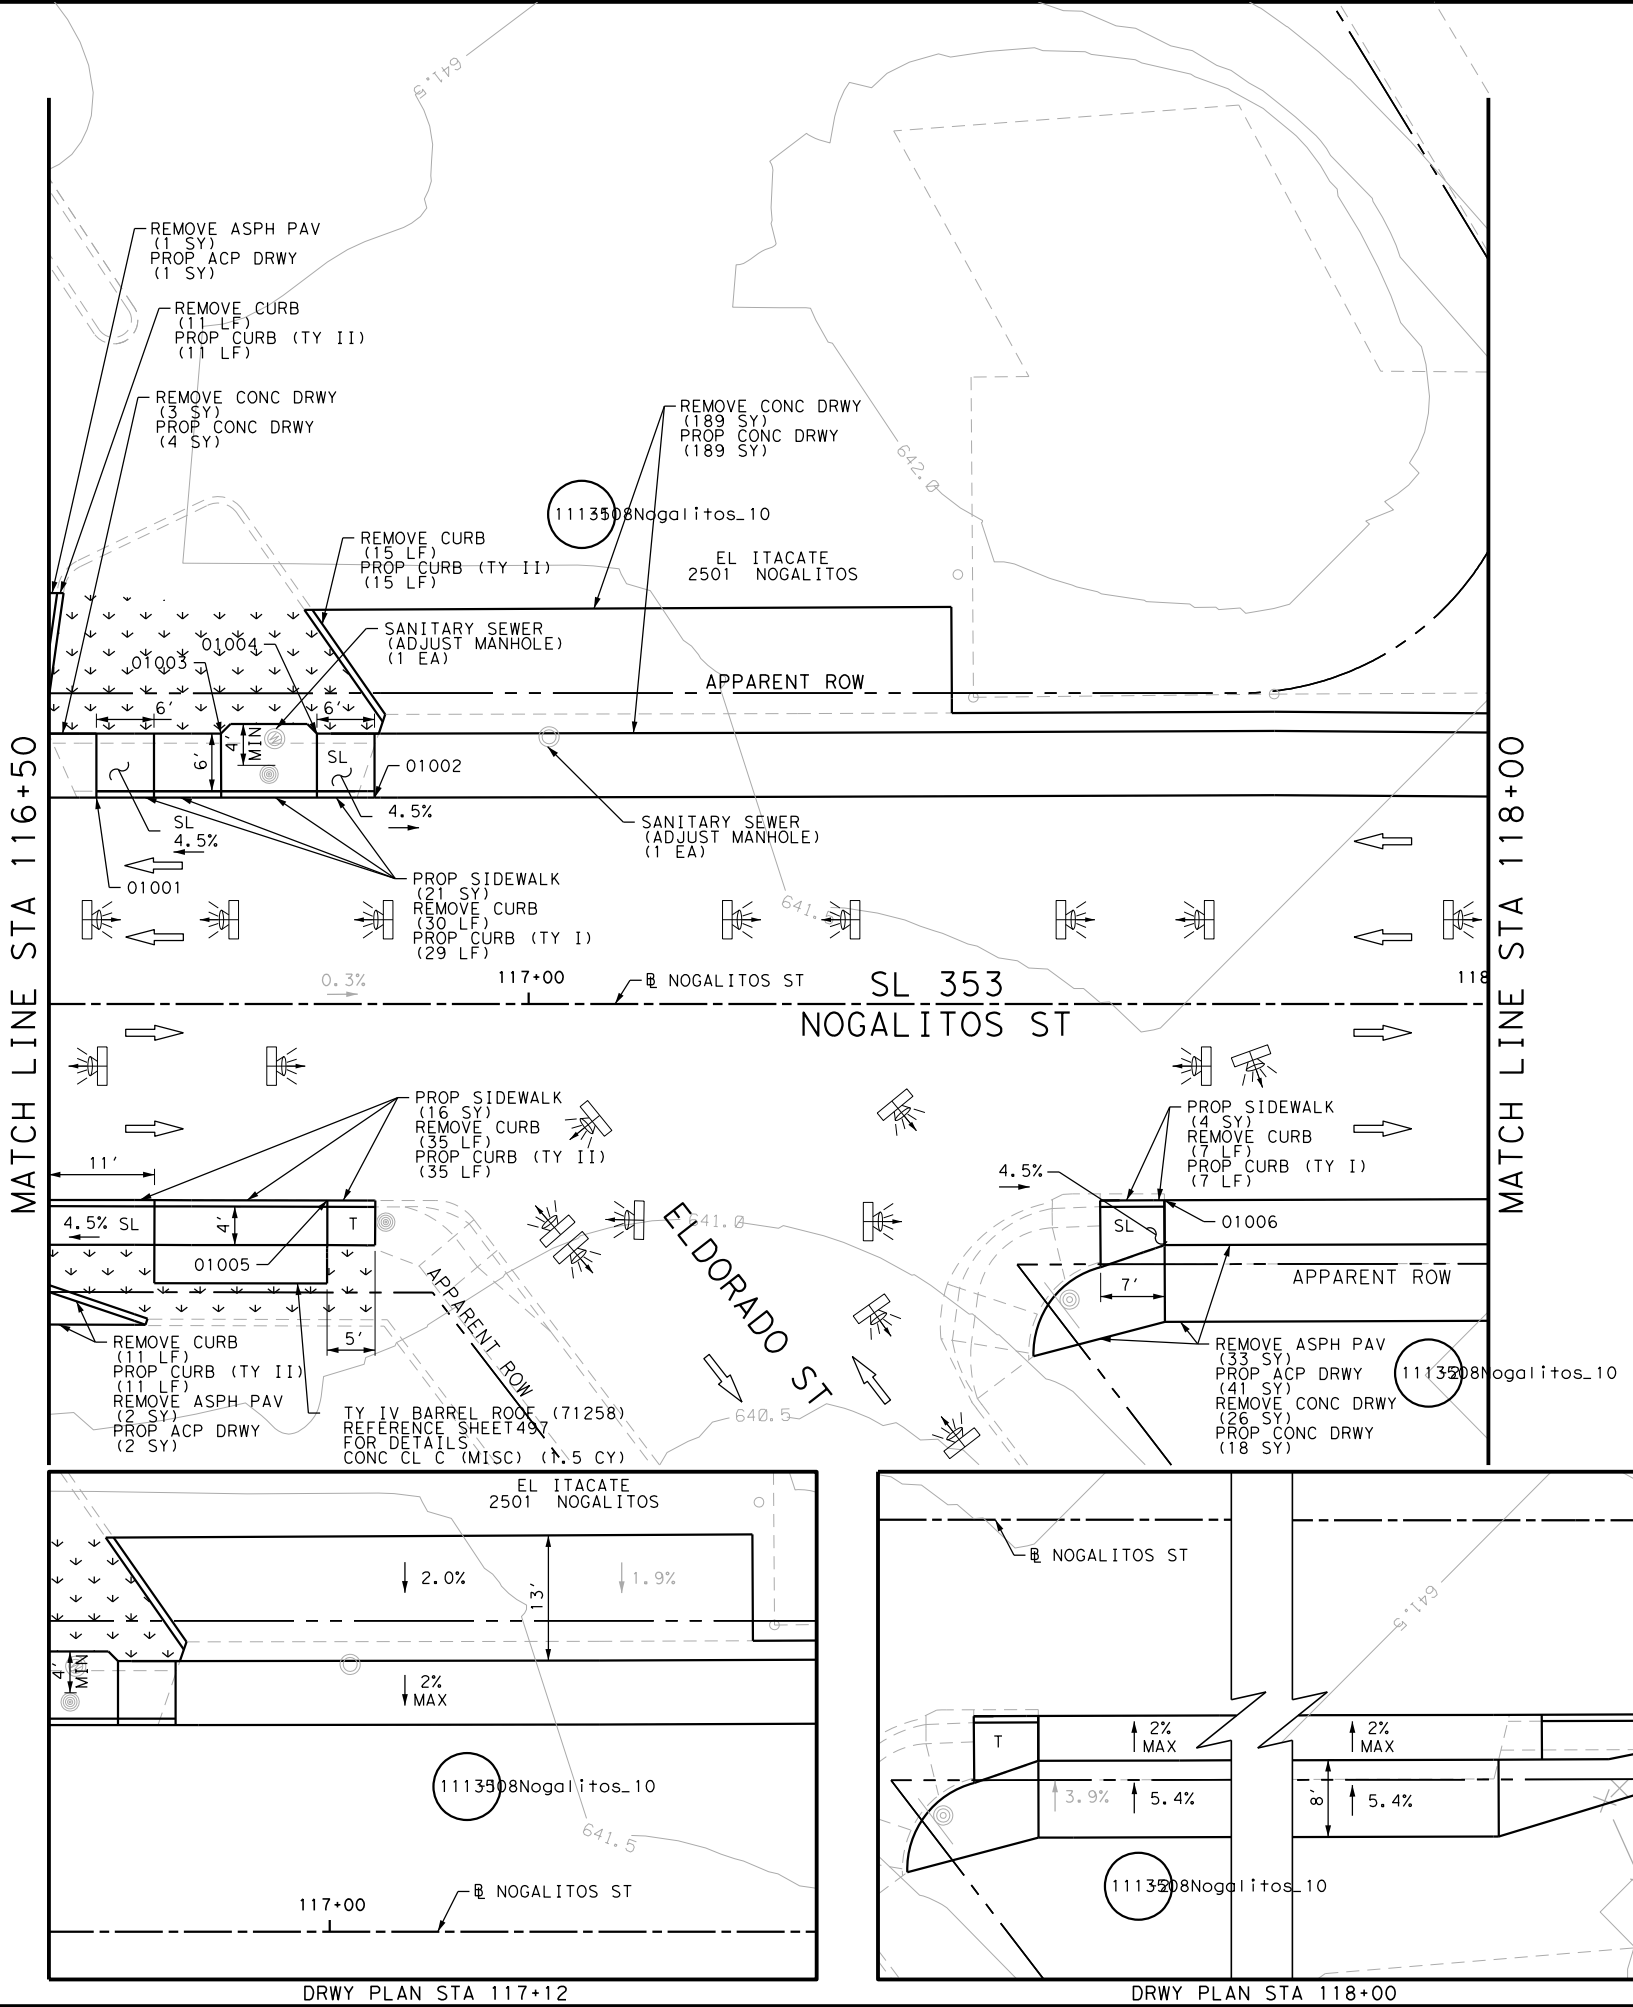 641.5
REMOVE ASPH PAV
(1 SY)
PROP ACP DRWY
(1 SY)
REMOVE CURB
(11 LF)
PROP CURB (TY II)
(11 LF)
REMOVE CONC DRWY
(3 SY)
PROP CONC DRWY
(4 SY)
REMOVE CONC DRWY
(189 SY)
PROP CONC DRWY
(189 SY)
642.0
REMOVE CURB
(15 LF)
PROP CURB (TY II)
(15 LF)
EL ITACATE
2501 NOGALITOS
SANITARY SEWER
(ADJUST MANHOLE)
(1 EA)
01004
01003
APPARENT ROW
6'
6'
6'
4'
MIN
SL
01002
4.5%
SL
4.5%
01001
SANITARY SEWER
(ADJUST MANHOLE)
(1 EA)
PROP SIDEWALK
(21 SY)
REMOVE CURB
(30 LF)
PROP CURB (TY I)
(29 LF)
MATCH LINE STA 116+50
MATCH LINE STA 118+00
0.3%
117+00
BL NOGALITOS ST
SL 353
118
NOGALITOS ST
PROP SIDEWALK
(16 SY)
REMOVE CURB
(35 LF)
PROP CURB (TY II)
(35 LF)
PROP SIDEWALK
(4 SY)
REMOVE CURB
(7 LF)
PROP CURB (TY I)
(7 LF)
11'
4.5%
4.5% SL
4'
T
01005
641.0
ELDORADO ST
SL
01006
APPARENT ROW
APPARENT ROW
7'
5'
REMOVE CURB
(11 LF)
PROP CURB (TY II)
(11 LF)
REMOVE ASPH PAV
(2 SY)
PROP ACP DRWY
(2 SY)
TY IV BARREL ROOF (71258)
REFERENCE SHEET 497
FOR DETAILS
CONC CL C (MISC) (1.5 CY)
640.5
REMOVE ASPH PAV
(33 SY)
PROP ACP DRWY
(41 SY)
REMOVE CONC DRWY
(26 SY)
PROP CONC DRWY
(18 SY)
EL ITACATE
2501 NOGALITOS
2.0%
1.9%
13'
4'
MIN
2%
MAX
641.5
117+00
BL NOGALITOS ST
DRWY PLAN STA 117+12
BL NOGALITOS ST
641.5
T
2%
MAX
2%
MAX
3.9%
5.4%
8'
5.4%
DRWY PLAN STA 118+00